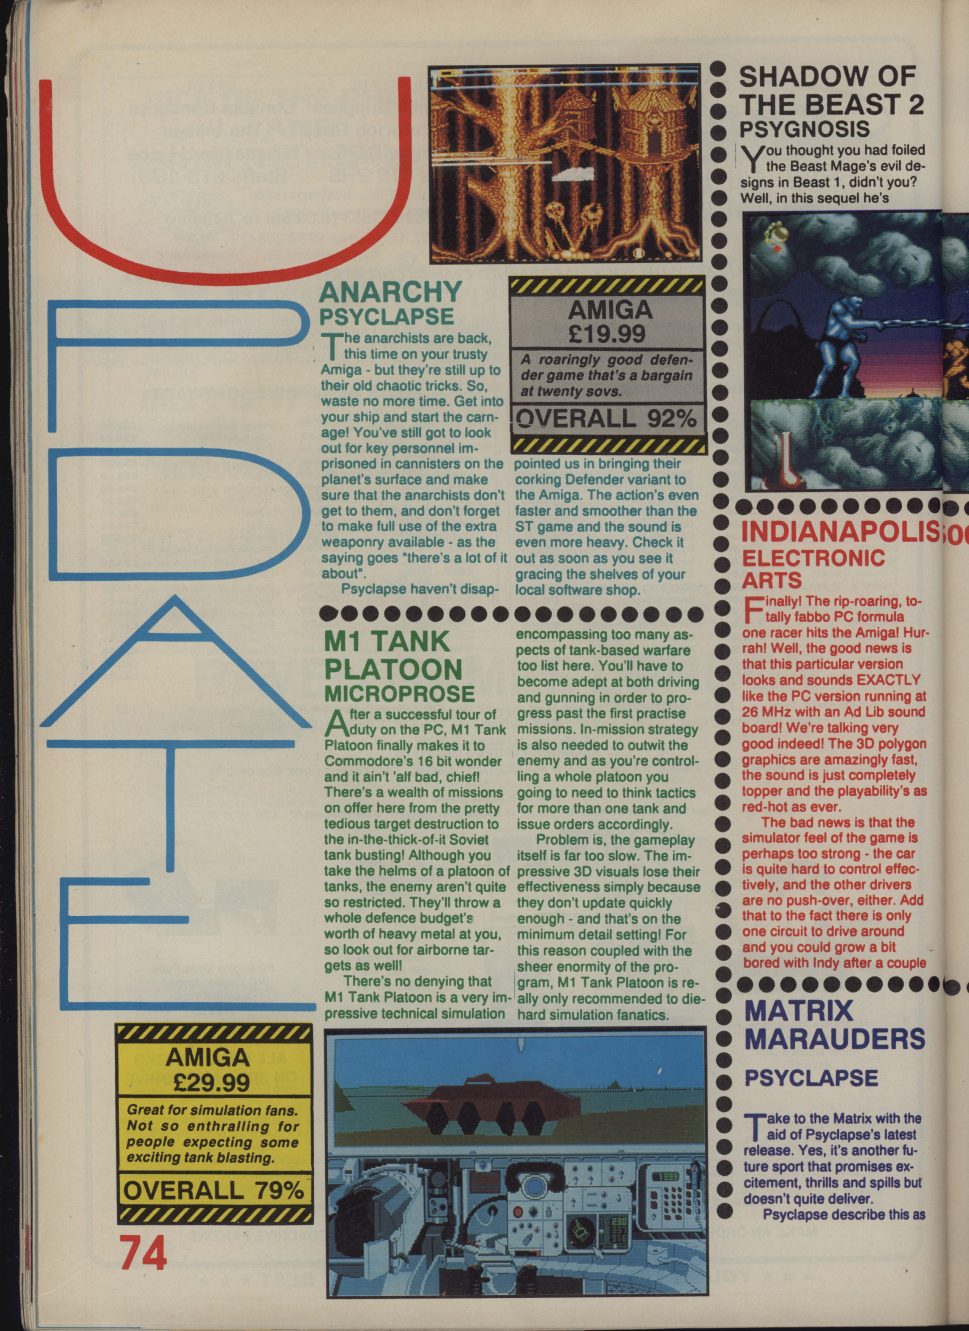 UPDATE
ANARCHY
PSYCLAPSE
The anarchists are back,
this time on your trusty
Amiga - but they're still up to
their old chaotic tricks. So,
waste no more time. Get into
your ship and start the carn-
age! You've still got to look
out for key personnel im-
prisoned in cannisters on the
planet's surface and make
sure that the anarchists don't
get to them, and don't forget
to make full use of the extra
weaponry available - as the
saying goes "there's a lot of it
about".
Psyclapse haven't disap-
AMIGA
£19.99
A roaringly good defen-
der game that's a bargain
at twenty sovs.
OVERALL 92%
pointed us in bringing their
corking Defender variant to
the Amiga. The action's even
faster and smoother than the
ST game and the sound is
even more heavy. Check it
out as soon as you see it
gracing the shelves of your
local software shop.
M1 TANK
PLATOON
MICROPROSE
After a successful tour of
duty on the PC, M1 Tank
Platoon finally makes it to
Commodore's 16 bit wonder
and it ain't 'alf bad, chief!
There's a wealth of missions
on offer here from the pretty
tedious target destruction to
the in-the-thick-of-it Soviet
tank busting! Although you
take the helms of a platoon of
tanks, the enemy aren't quite
so restricted. They'll throw a
whole defence budget's
worth of heavy metal at you,
so look out for airborne tar-
gets as well!
There's no denying that
M1 Tank Platoon is a very im-
pressive technical simulation
encompassing too many as-
pects of tank-based warfare
too list here. You'll have to
become adept at both driving
and gunning in order to pro-
gress past the first practise
missions. In-mission strategy
is also needed to outwit the
enemy and as you're control-
ling a whole platoon you
going to need to think tactics
for more than one tank and
issue orders accordingly.
Problem is, the gameplay
itself is far too slow. The im-
pressive 3D visuals lose their
effectiveness simply because
they don't update quickly
enough - and that's on the
minimum detail setting! For
this reason coupled with the
sheer enormity of the pro-
gram, M1 Tank Platoon is re-
ally only recommended to die-
hard simulation fanatics.
AMIGA
£29.99
Great for simulation fans.
Not so enthralling for
people expecting some
exciting tank blasting.
OVERALL 79%
74
SHADOW OF
THE BEAST 2
PSYGNOSIS
You thought you had foiled
the Beast Mage's evil de-
signs in Beast 1, didn't you?
Well, in this sequel he's
INDIANAPOLIS
ELECTRONIC
ARTS
Finally! The rip-roaring, to-
tally fabbo PC formula
one racer hits the Amiga! Hur-
rah! Well, the good news is
that this particular version
looks and sounds EXACTLY
like the PC version running at
26 MHz with an Ad Lib sound
board! We're talking very
good indeed! The 3D polygon
graphics are amazingly fast,
the sound is just completely
topper and the playability's as
red-hot as ever.
The bad news is that the
simulator feel of the game is
perhaps too strong - the car
is quite hard to control effec-
tively, and the other drivers
are no push-over, either. Add
that to the fact there is only
one circuit to drive around
and you could grow a bit
bored with Indy after a couple
MATRIX
MARAUDERS
PSYCLAPSE
Take to the Matrix with the
aid of Psyclapse's latest
release. Yes, it's another fu-
ture sport that promises ex-
citement, thrills and spills but
doesn't quite deliver.
Psyclapse describe this as